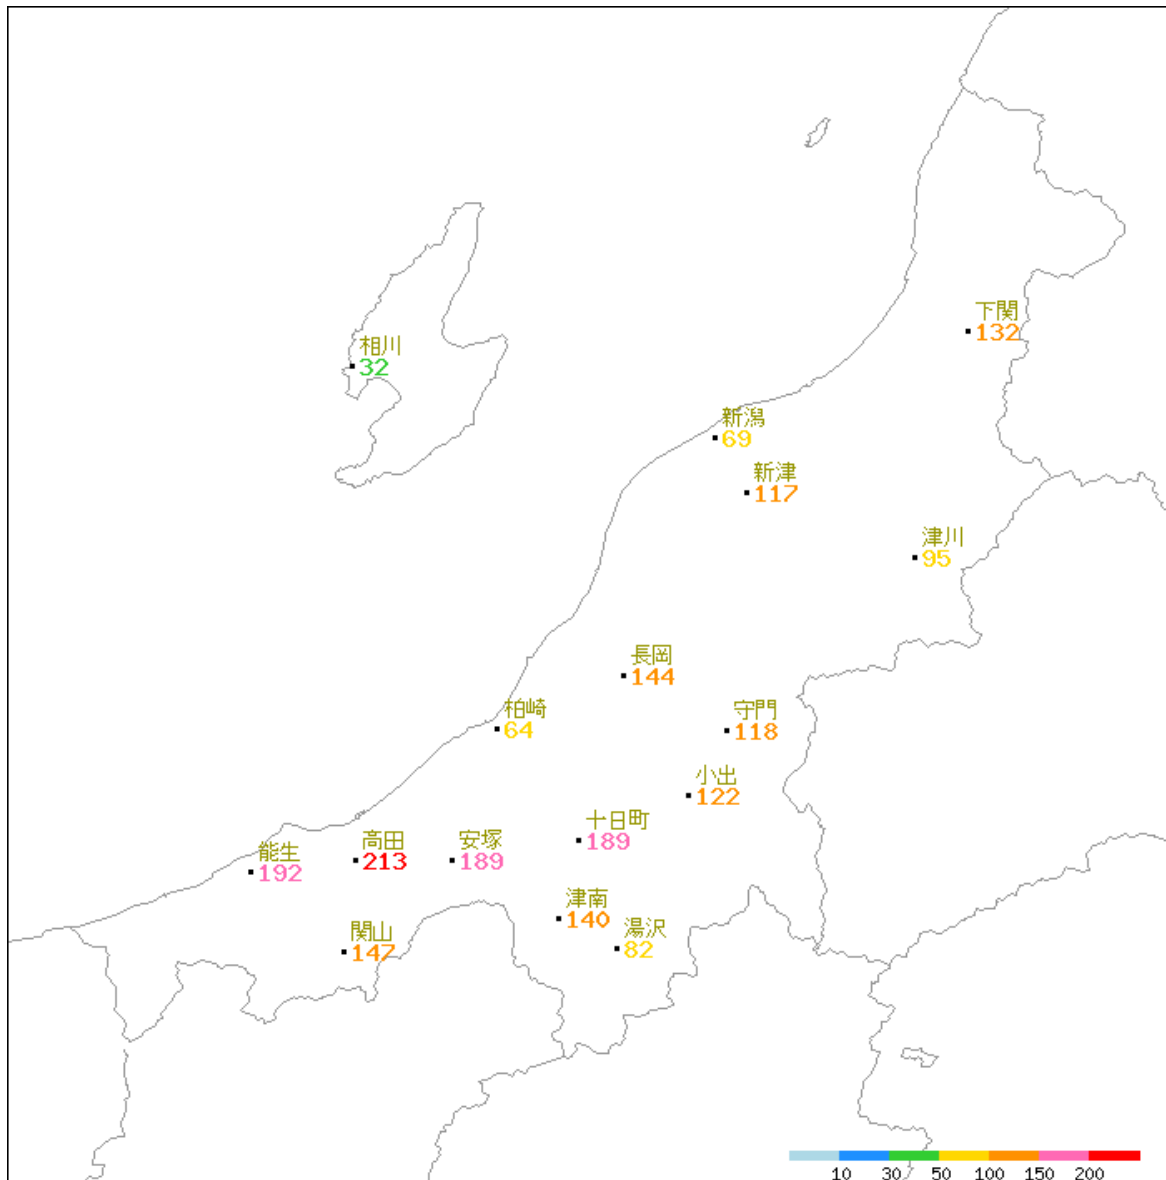 下関
132
相川
32
新潟
69
新津
117
津川
95
長岡
144
柏崎
64
守門
118
小出
122
十日町
189
高田
213
安塚
189
能生
192
津南
140
湯沢
82
関山
147
10 30 50 100 150 200